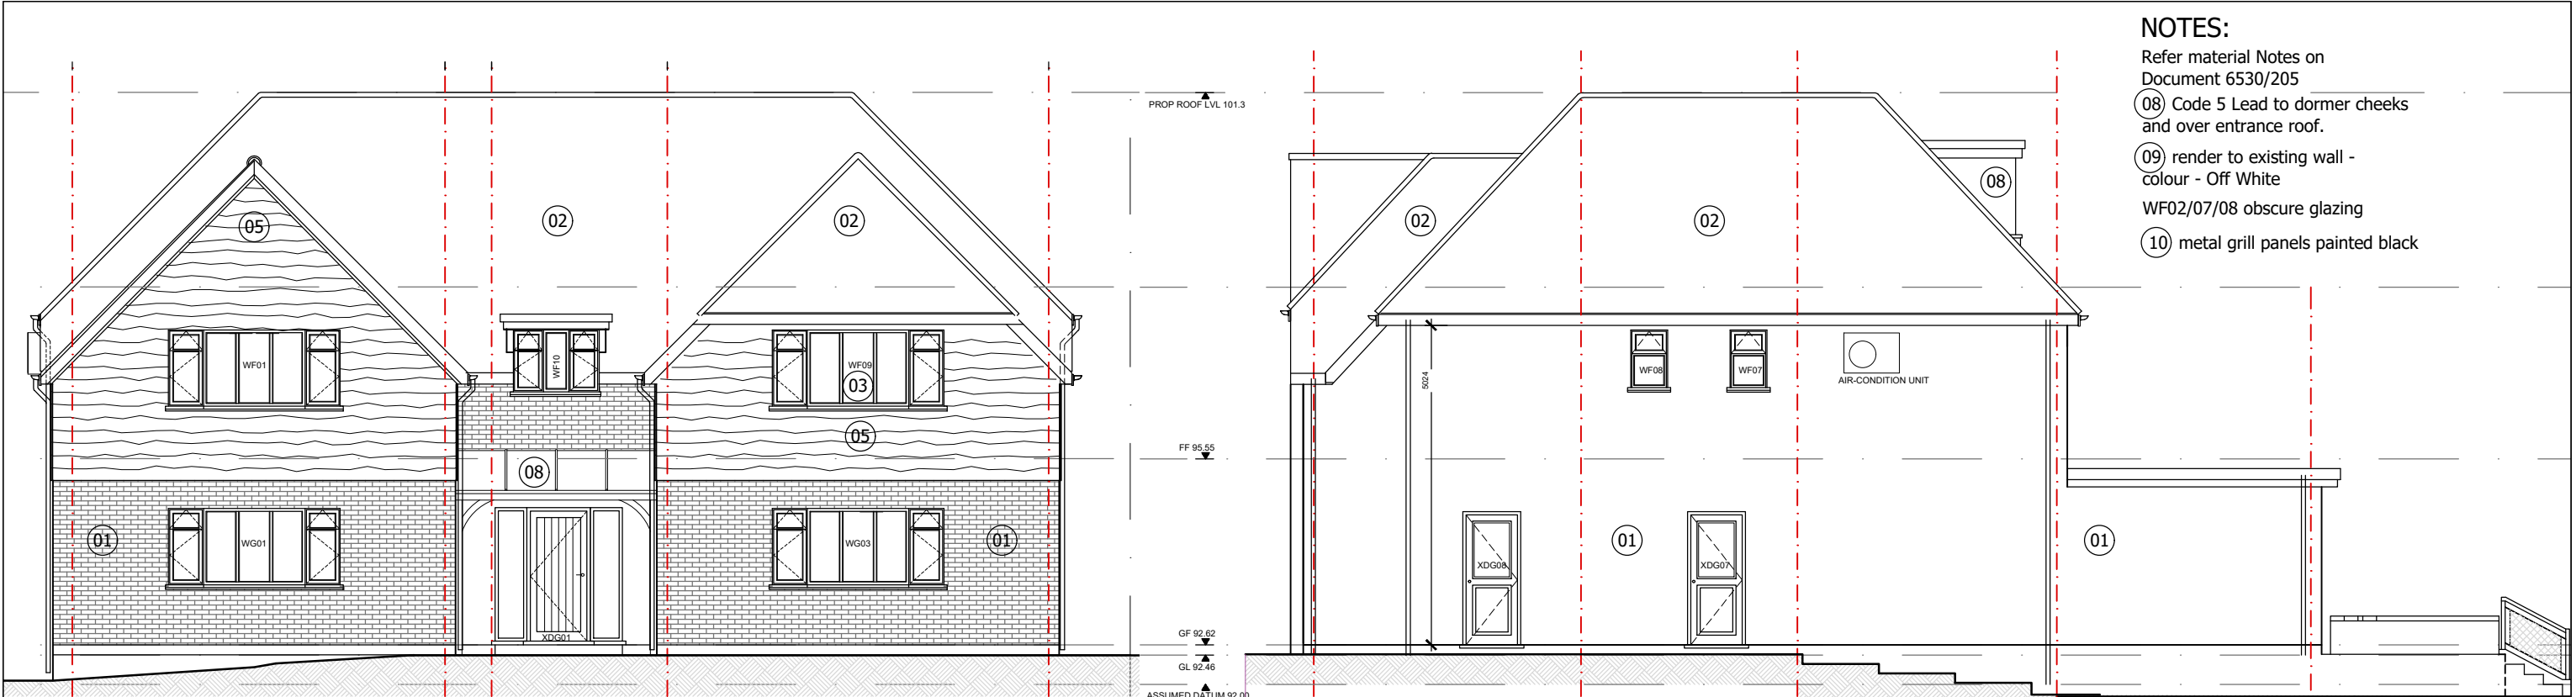 NOTES:
Refer material Notes on
Document 6530/205
08 Code 5 Lead to dormer cheeks
and over entrance roof.
09 render to existing wall -
colour - Off White
WF02/07/08 obscure glazing
10 metal grill panels painted black
PROP ROOF LVL 101.3
05
02
02
02
02
08
WF01
WF10
WF09
03
5024
WF08
WF07
AIR-CONDITION UNIT
05
FF 95.55
08
01
WG01
WG03
01
XDG08
01
XDG07
01
XDG01
GF 92.62
GL 92.46
ASSUMED DATUM 92.00